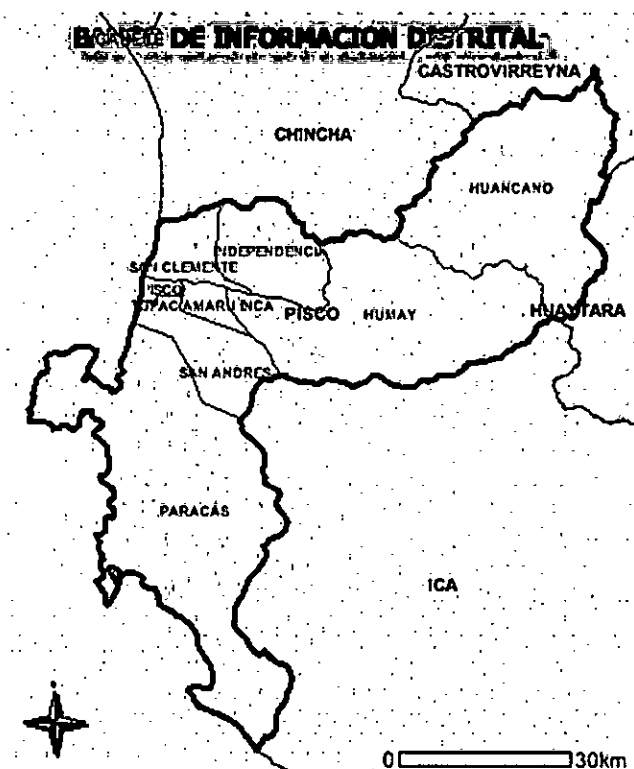 DE INFORMACION DISTRITAL
CASTROVIRREYNA
CHINCHA
HUANCANO
INDEPENDENCI
SAN CLEMENTE
PISCO
TUPAC AMARU INCA
PISCO
HUMAY
HUAYTARA
SAN ANDRES
PARACAS
ICA
0 30km